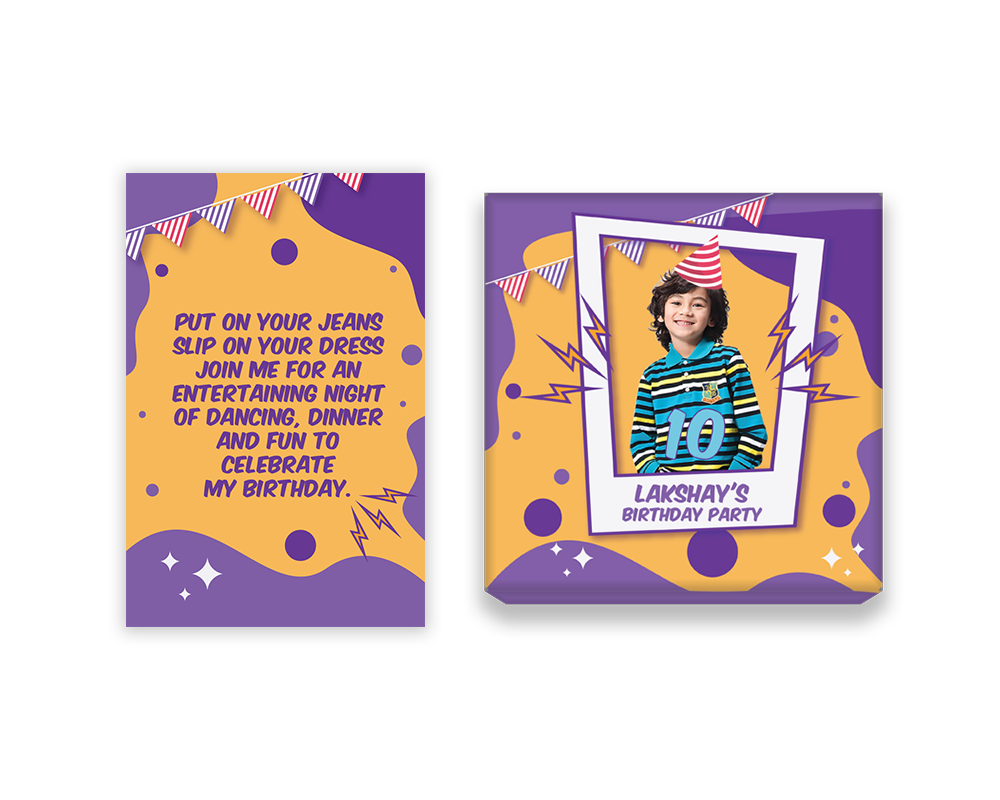 PUT ON YOUR JEANS
SLIP ON YOUR DRESS
JOIN ME FOR AN
ENTERTAINING NIGHT
OF DANCING, DINNER
AND FUN TO
CELEBRATE
MY BIRTHDAY.
10
LAKSHAY'S
BIRTHDAY PARTY